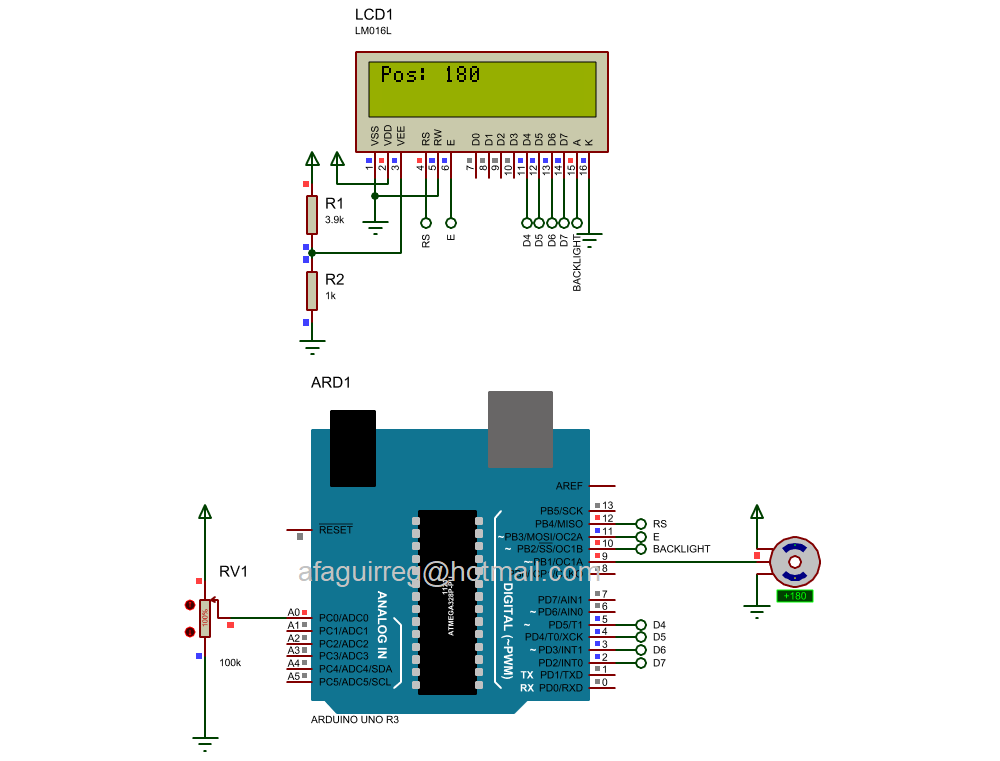 LCD1
LM016L
Pos: 180
VSS
VDD
VEE
RS
RW
E
D0
D1
D2
D3
D4
D5
D6
D7
A
K
1
2
3
4
5
6
7
8
9
10
11
12
13
14
15
16
R1
3.9k
RS
E
D4
D5
D6
D7
BACKLIGHT
R2
1k
ARD1
AREF
PB5/SCK 13
PB4/MISO 12 RS
RESET
~PB3/MOSI/OC2A 11 E
~ PB2/SS/OC1B 10 BACKLIGHT
~ PB1/OC1A 9
8
afaguirreg@hotmail.com
RV1
+180
PD7/AIN1 7
~ PD6/AIN0 6
A0 PC0/ADC0
~ PD5/T1 5 D4
A1 PC1/ADC1
PD4/T0/XCK 4 D5
A2 PC2/ADC2
~ PD3/INT1 3 D6
A3 PC3/ADC3
PD2/INT0 2 D7
A4 PC4/ADC4/SDA
TX PD1/TXD 1
A5 PC5/ADC5/SCL
RX PD0/RXD 0
ANALOG IN
ATMEGA328P-PU
DIGITAL (~PWM)
100%
100k
ARDUINO UNO R3